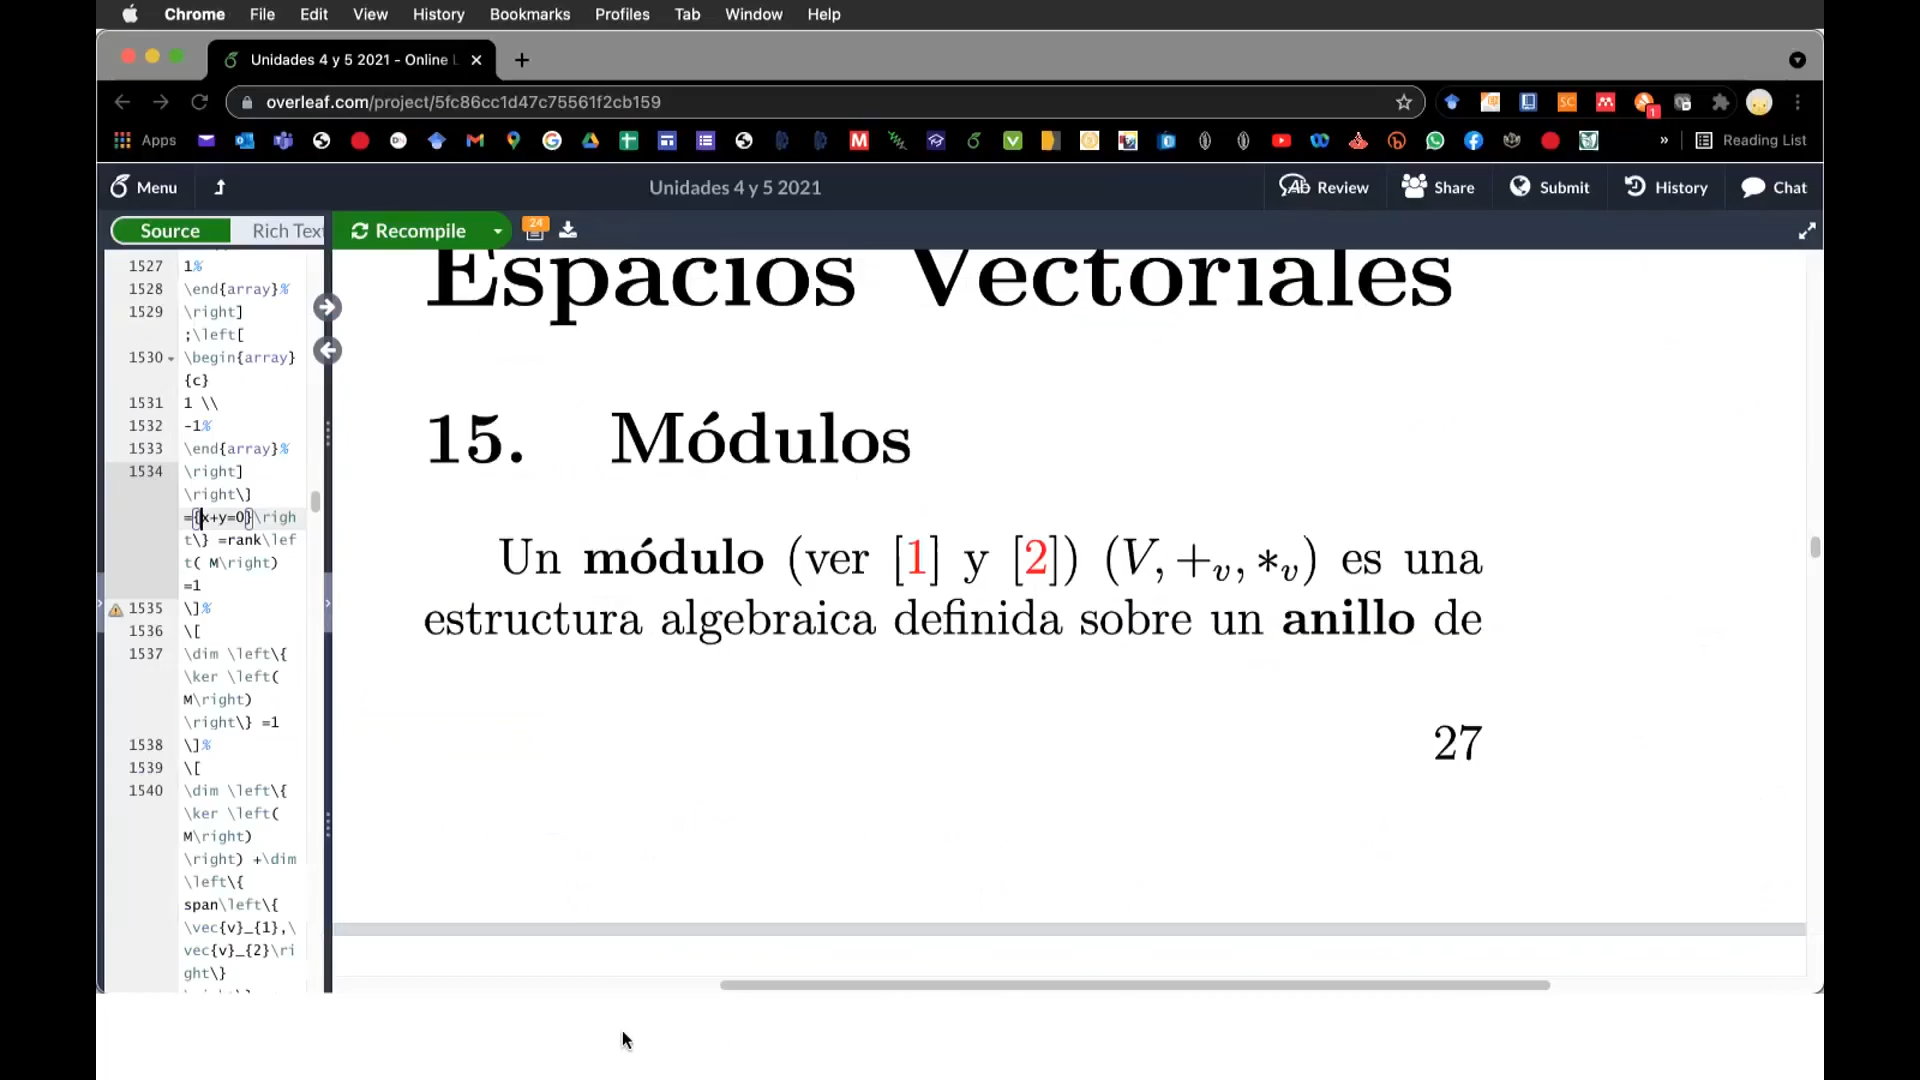 Chrome File Edit View History Bookmarks Profiles Tab Window Help
Unidades 4 y 5 2021 - Online L
overleaf.com/project/5fc86cc1d47c75561f2cb159
Apps
Reading List
Menu
Unidades 4 y 5 2021
Review Share Submit History Chat
Source Rich Text
Recompile
24
1527 1%
1528 \end{array}%
1529 \right]
;\left[
1530 \begin{array}
{c}
1531 1 \\
1532 -1%
1533 \end{array}%
1534 \right]
\right\]
={x+y=0}\righ
t\} =rank\lef
t( M\right)
=1
1535 \]%
1536 \[
1537 \dim \left\{
\ker \left(
M\right)
\right\} =1
1538 \]%
1539 \[
1540 \dim \left\{
\ker \left(
M\right)
\right) +\dim
\left\{
span\left\{
\vec{v}_{1},\
vec{v}_{2}\ri
ght\}
Espacios Vectoriales
15. Módulos
Un módulo (ver [1] y [2]) (V, +ᵥ, *ᵥ) es una
estructura algebraica definida sobre un anillo de
27